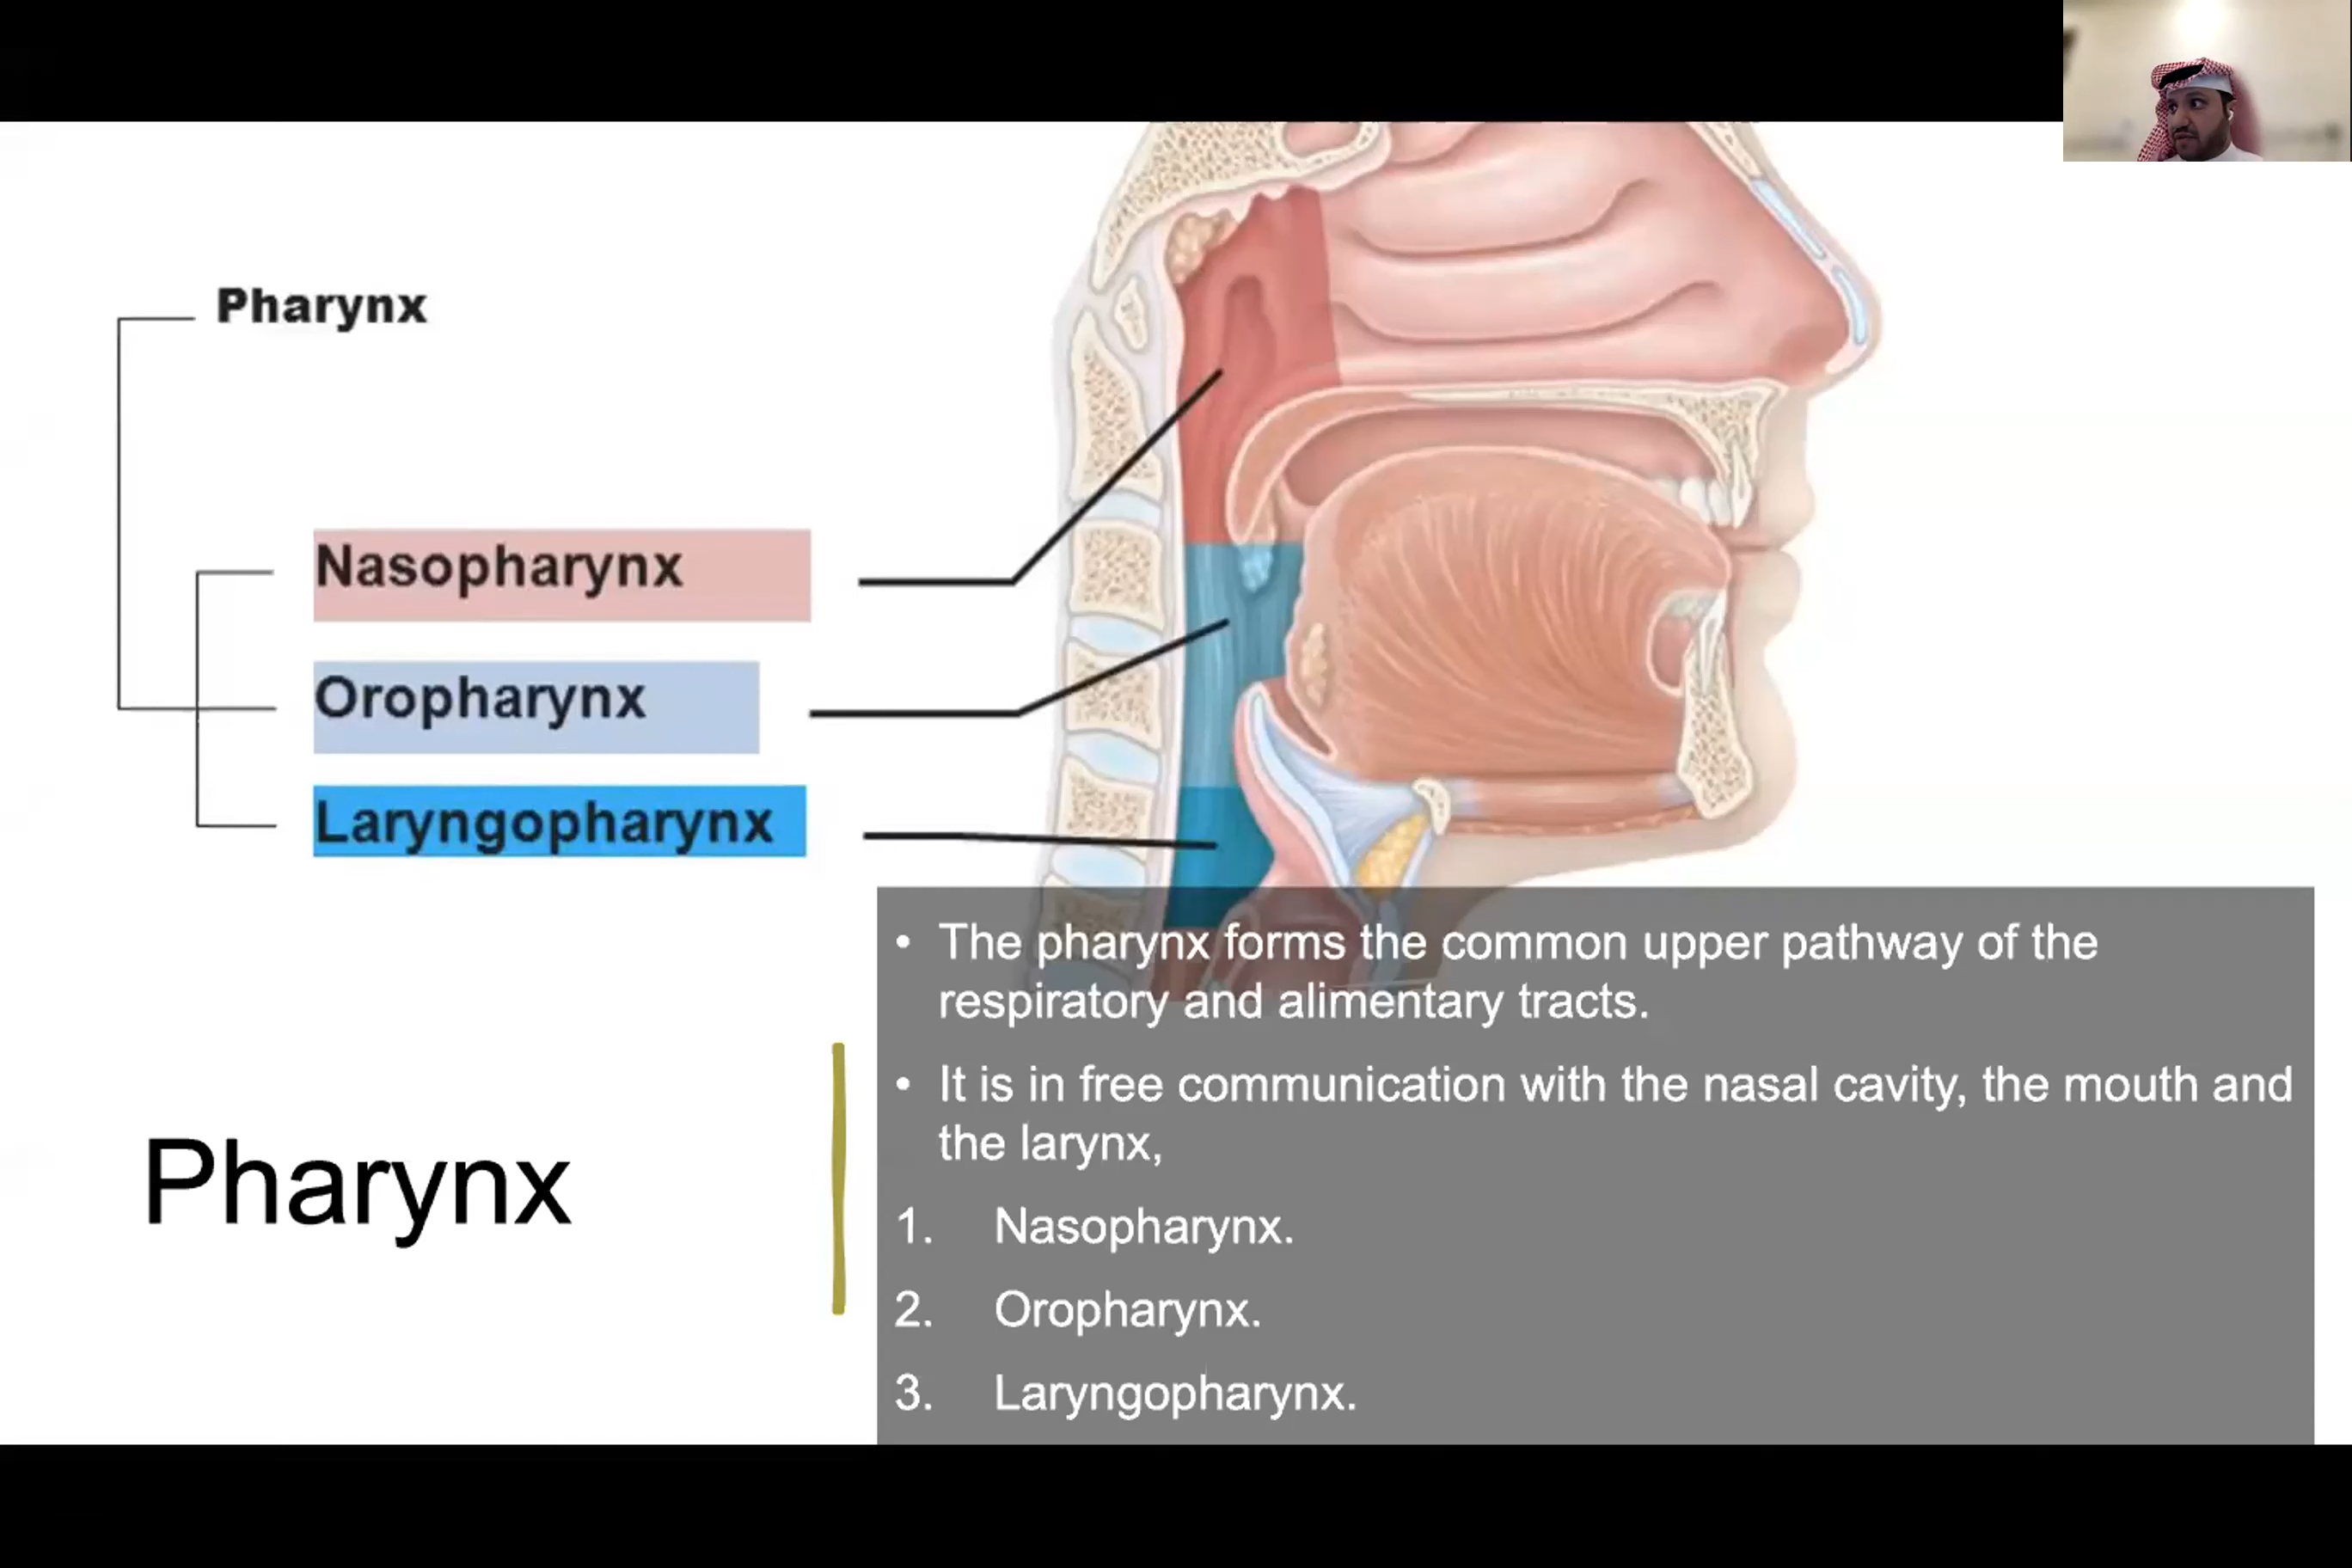 Pharynx
Nasopharynx
Oropharynx
Laryngopharynx
Pharynx
• The pharynx forms the common upper pathway of the
respiratory and alimentary tracts.
• It is in free communication with the nasal cavity, the mouth and
the larynx,
1. Nasopharynx.
2. Oropharynx.
3. Laryngopharynx.